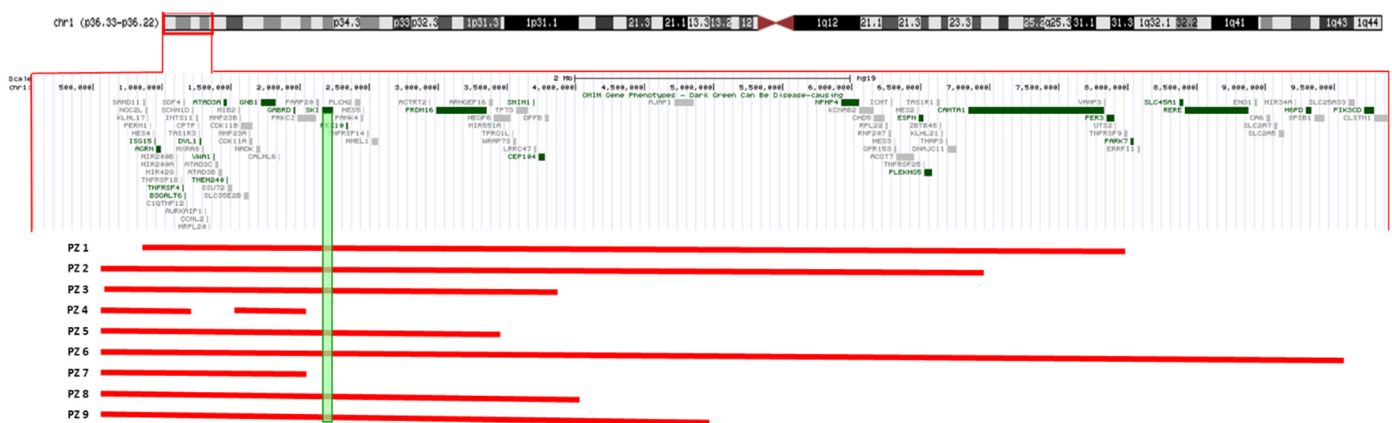 chr1 (p36.33-p36.22) p34.3 p33 p32.3 1p31.3 1p31.1 21.3 21.1 13.3 13.2 12 1q12 21.1 21.3 23.3 25.2 q25.3 31.1 31.3 1q32.1 32.2 1q41 1q43 1q44
Scale 2 Mb hg19
chr1: 500,000 1,000,000 1,500,000 2,000,000 2,500,000 3,000,000 3,500,000 4,000,000 4,500,000 5,000,000 5,500,000 6,000,000 6,500,000 7,000,000 7,500,000 8,000,000 8,500,000 9,000,000 9,500,000
OMIM Gene Phenotypes - Dark Green Can Be Disease-causing
SAMD11 SDF4 ATAD3A GNB1 FAAP20 PLCH2 ACTRT2 ARHGEF16 SMIM1 AJAP1 NPHP4 ICMT TAS1R1 VAMP3 SLC45A1 ENO1 MIR34A SLC25A33
NOC2L SCNN1D MIB2 GABRD SKI HES5 PRDM16 TP73 KCNAB2 HES2 CAMTA1 RERE H6PD PIK3CD
KLHL17 INTS11 MMP23B PRKCZ PANK4 MEGF6 DFFB CHD5 ESPN PER3 CA6 SPSB1 CLSTN1
PERM1 CPTP CDK11B MIR551A RPL22 ZBTB48 UTS2 SLC2A7
HES4 TAS1R3 MMP23A TNFRSF14 TPRG1L RNF207 KLHL21 TNFRSF9 SLC2A5
ISG15 DVL1 CDK11A MMEL1 WRAP73 HES3 THAP3 PARK7
AGRN MXRA8 NADK LRRC47 GPR153 DNAJC11 ERRFI1
MIR200B VWA1 CALML6 CEP104 ACOT7
MIR200A ATAD3C TNFRSF25
MIR429 ATAD3B PLEKHG5
TNFRSF18 TMEM240
TNFRSF4 SSU72
B3GALT6 SLC35E2B
C1QTNF12
AURKAIP1
CCNL2
MRPL20
PZ 1
PZ 2
PZ 3
PZ 4
PZ 5
PZ 6
PZ 7
PZ 8
PZ 9